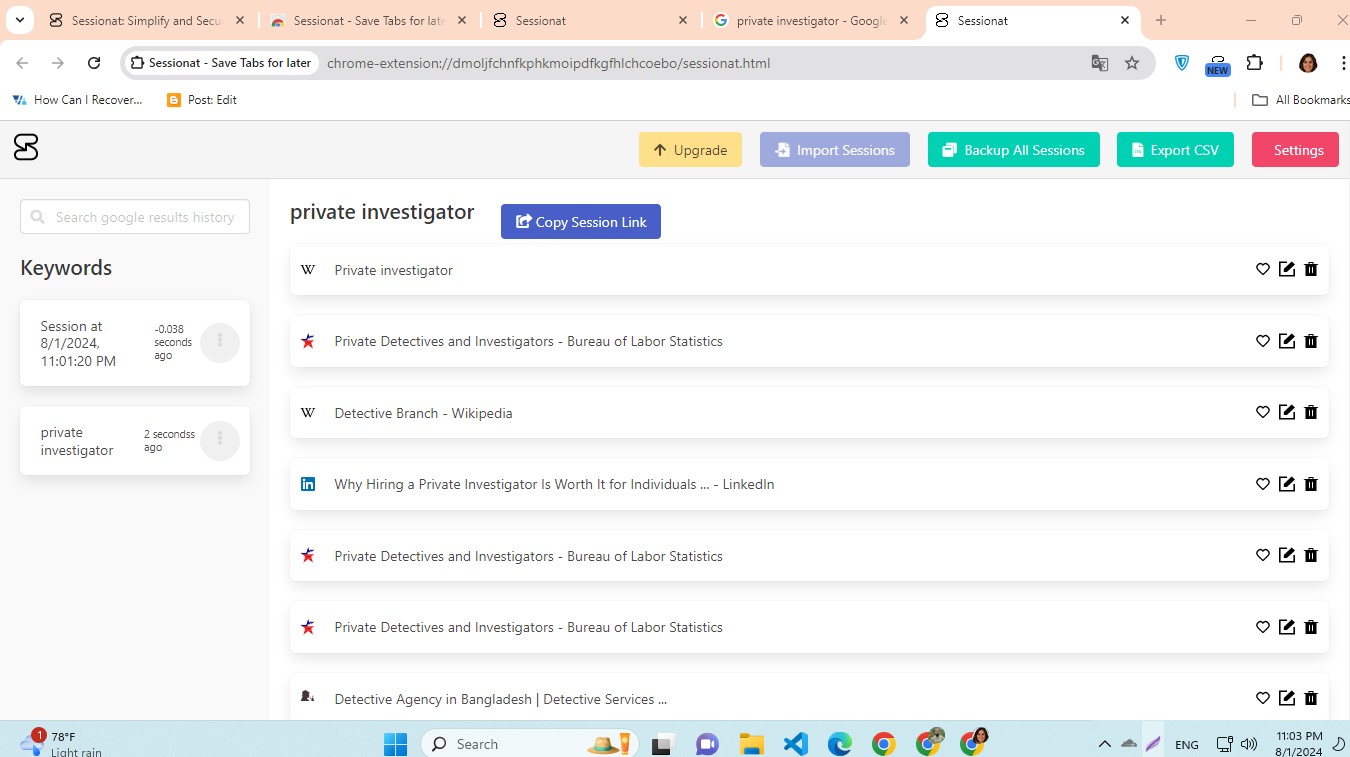 Sessionat: Simplify and Secu
Sessionat - Save Tabs for late
Sessionat
private investigator - Google
Sessionat
Sessionat - Save Tabs for later
chrome-extension://dmoljfchnfkphkmoipdfkdhlchcoebo/sessionat.html
NEW
How Can I Recover...
Post: Edit
All Bookmarks
Upgrade
Import Sessions
Backup All Sessions
Export CSV
Settings
Search google results history
Keywords
Session at
8/1/2024,
11:01:20 PM
-0.038
seconds
ago
private
investigator
2 secondss
ago
private investigator
Copy Session Link
W Private investigator
Private Detectives and Investigators - Bureau of Labor Statistics
W Detective Branch - Wikipedia
in Why Hiring a Private Investigator Is Worth It for Individuals ... - LinkedIn
Private Detectives and Investigators - Bureau of Labor Statistics
Private Detectives and Investigators - Bureau of Labor Statistics
Detective Agency in Bangladesh | Detective Services ...
1
78°F
Light rain
Search
ENG
11:03 PM
8/1/2024